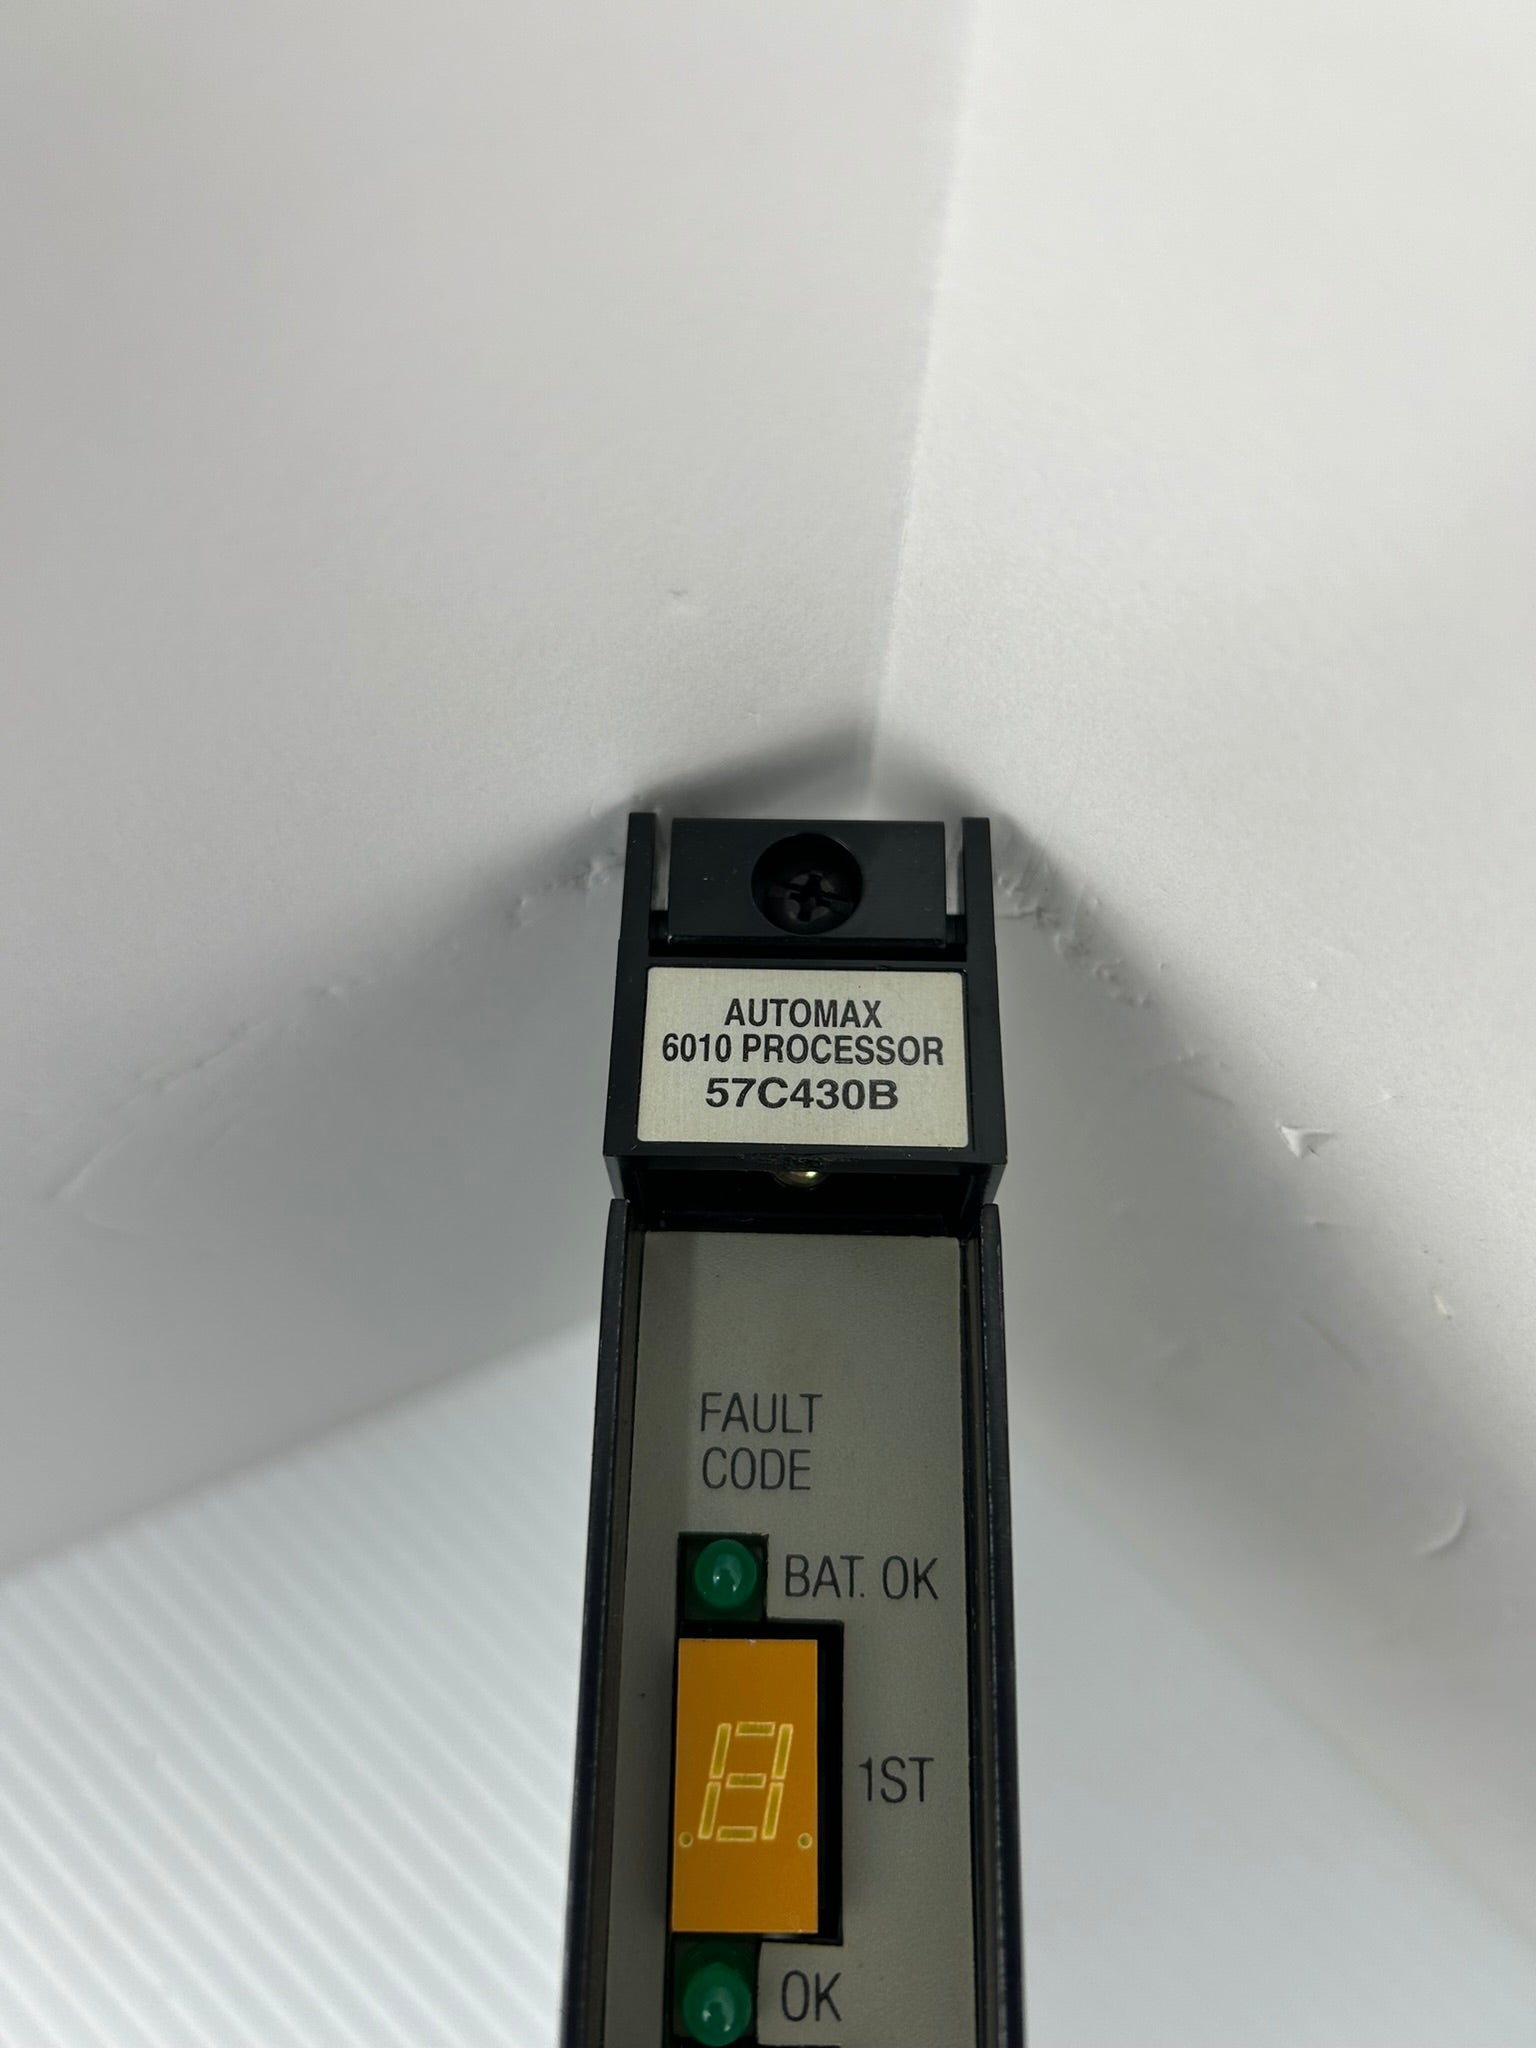 AUTOMAX
6010 PROCESSOR
57C430B
FAULT
CODE
BAT. OK
1ST
OK